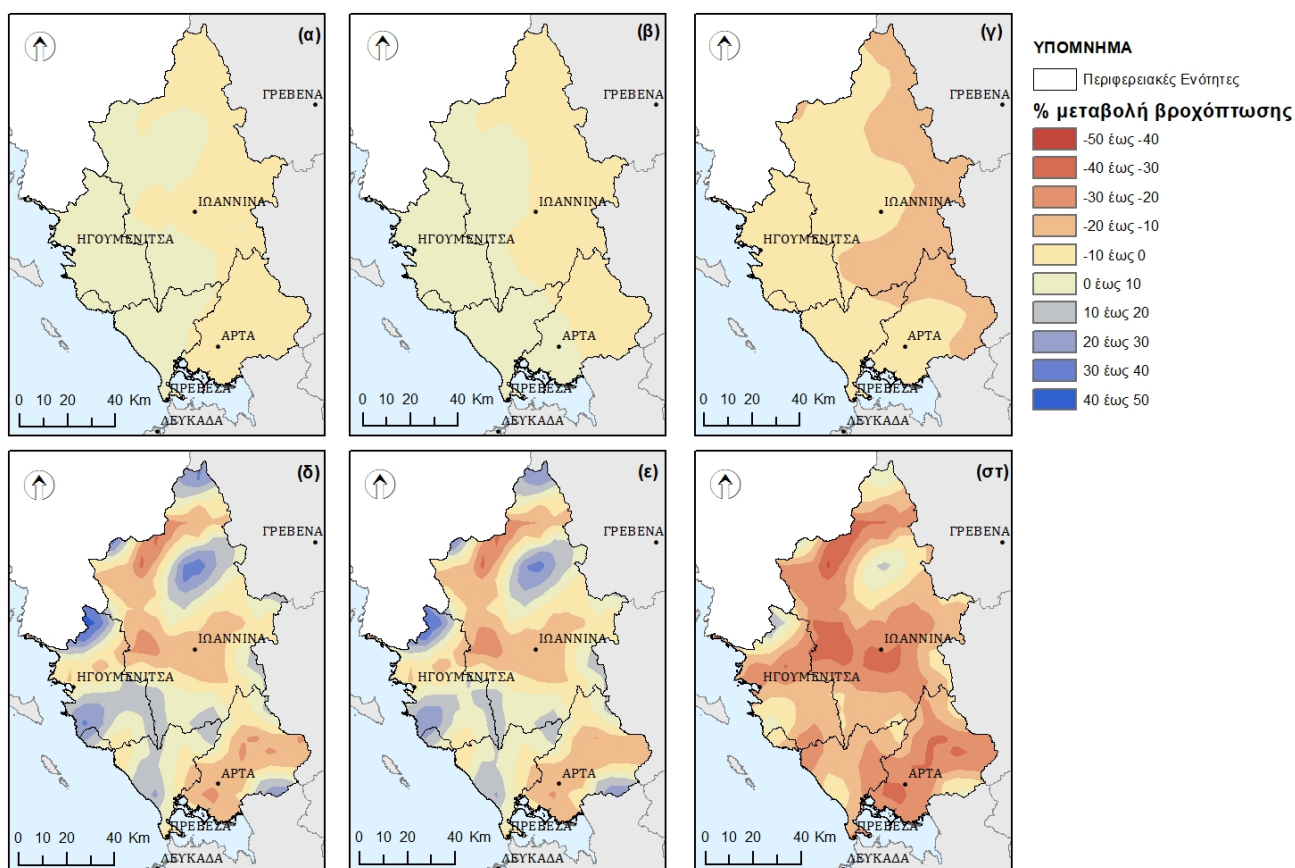 (α)
ΓΡΕΒΕΝΑ
ΙΩΑΝΝΙΝΑ
ΗΓΟΥΜΕΝΙΤΣΑ
ΑΡΤΑ
ΠΡΕΒΕΖΑ
ΛΕΥΚΑΔΑ
0 10 20 40 Km
(β)
ΓΡΕΒΕΝΑ
ΙΩΑΝΝΙΝΑ
ΗΓΟΥΜΕΝΙΤΣΑ
ΑΡΤΑ
ΠΡΕΒΕΖΑ
ΛΕΥΚΑΔΑ
0 10 20 40 Km
(γ)
ΓΡΕΒΕΝΑ
ΙΩΑΝΝΙΝΑ
ΗΓΟΥΜΕΝΙΤΣΑ
ΑΡΤΑ
ΠΡΕΒΕΖΑ
ΛΕΥΚΑΔΑ
0 10 20 40 Km
ΥΠΟΜΝΗΜΑ
Περιφερειακές Ενότητες
% μεταβολή βροχόπτωσης
-50 έως -40
-40 έως -30
-30 έως -20
-20 έως -10
-10 έως 0
0 έως 10
10 έως 20
20 έως 30
30 έως 40
40 έως 50
(δ)
ΓΡΕΒΕΝΑ
ΙΩΑΝΝΙΝΑ
ΗΓΟΥΜΕΝΙΤΣΑ
ΑΡΤΑ
ΠΡΕΒΕΖΑ
ΛΕΥΚΑΔΑ
0 10 20 40 Km
(ε)
ΓΡΕΒΕΝΑ
ΙΩΑΝΝΙΝΑ
ΗΓΟΥΜΕΝΙΤΣΑ
ΑΡΤΑ
ΠΡΕΒΕΖΑ
ΛΕΥΚΑΔΑ
0 10 20 40 Km
(στ)
ΓΡΕΒΕΝΑ
ΙΩΑΝΝΙΝΑ
ΗΓΟΥΜΕΝΙΤΣΑ
ΑΡΤΑ
ΠΡΕΒΕΖΑ
ΛΕΥΚΑΔΑ
0 10 20 40 Km